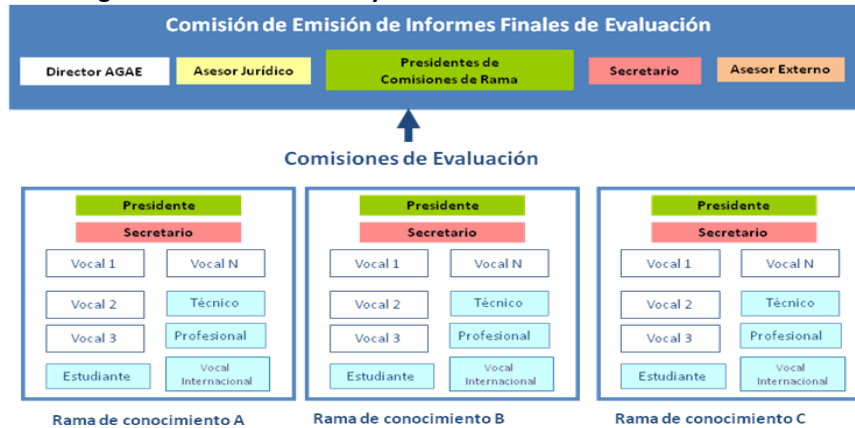 Comisión de Emisión de Informes Finales de Evaluación
Director AGAE
Asesor Jurídico
Presidentes de
Comisiones de Rama
Secretario
Asesor Externo
Comisiones de Evaluación
Presidente
Secretario
Vocal 1
Vocal N
Vocal 2
Técnico
Vocal 3
Profesional
Estudiante
Vocal
Internacional
Rama de conocimiento A
Presidente
Secretario
Vocal 1
Vocal N
Vocal 2
Técnico
Vocal 3
Profesional
Estudiante
Vocal
Internacional
Rama de conocimiento B
Presidente
Secretario
Vocal 1
Vocal N
Vocal 2
Técnico
Vocal 3
Profesional
Estudiante
Vocal
Internacional
Rama de conocimiento C